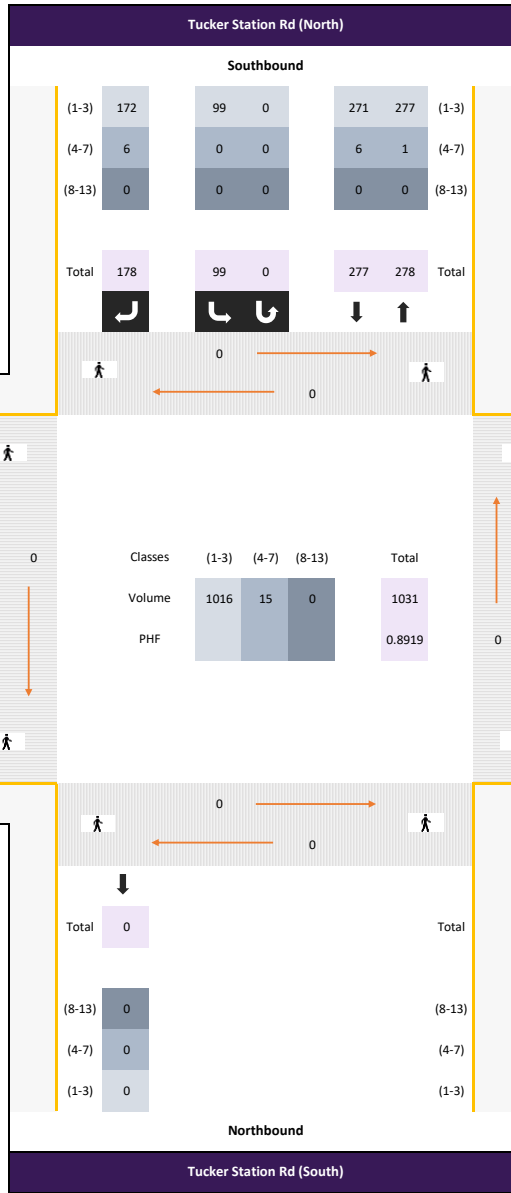 Tucker Station Rd (North)
Southbound
(1-3) 172 99 0 271 277 (1-3)
(4-7) 6 0 0 6 1 (4-7)
(8-13) 0 0 0 0 0 (8-13)
Total 178 99 0 277 278 Total
0
0
0
Classes (1-3) (4-7) (8-13) Total
Volume 1016 15 0 1031
PHF 0.8919
0
0
0
Total 0 Total
(8-13) 0 (8-13)
(4-7) 0 (4-7)
(1-3) 0 (1-3)
Northbound
Tucker Station Rd (South)